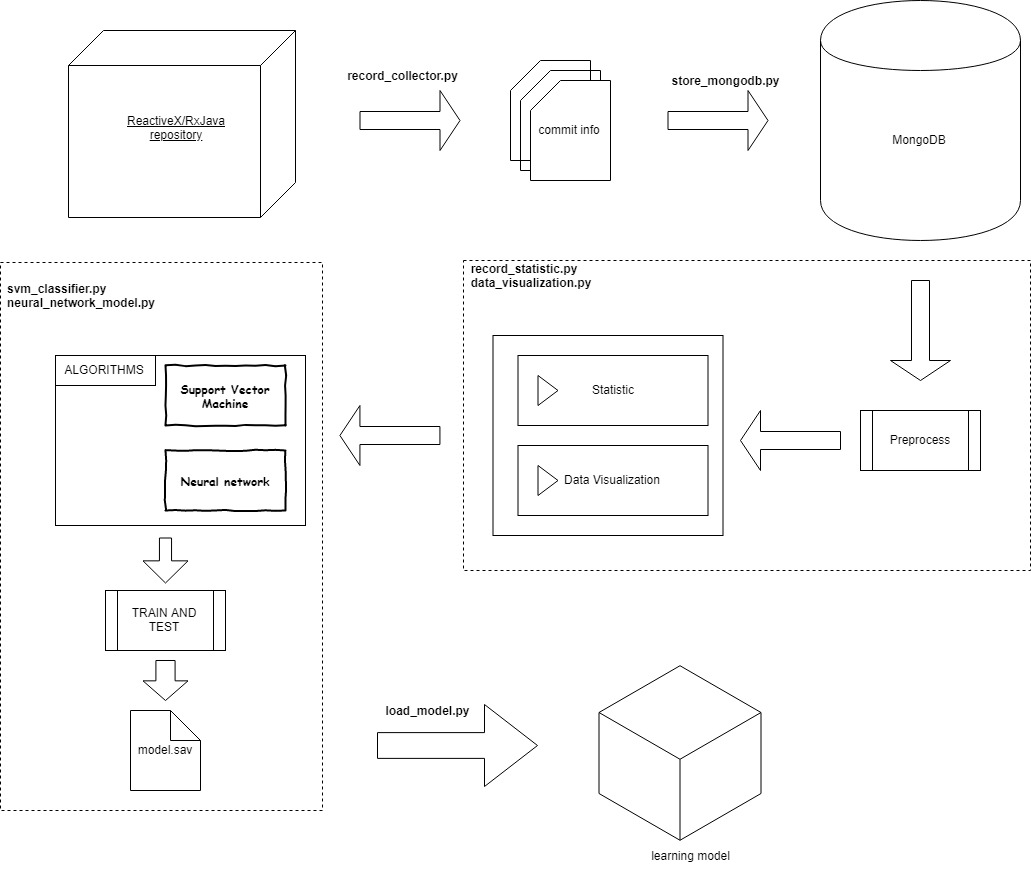 record_collector.py
store_mongodb.py
ReactiveX/RxJava
repository
commit info
MongoDB
record_statistic.py
data_visualization.py
svm_classifier.py
neural_network_model.py
ALGORITHMS
Support Vector
Machine
Neural network
Statistic
Data Visualization
Preprocess
TRAIN AND
TEST
model.sav
load_model.py
learning model